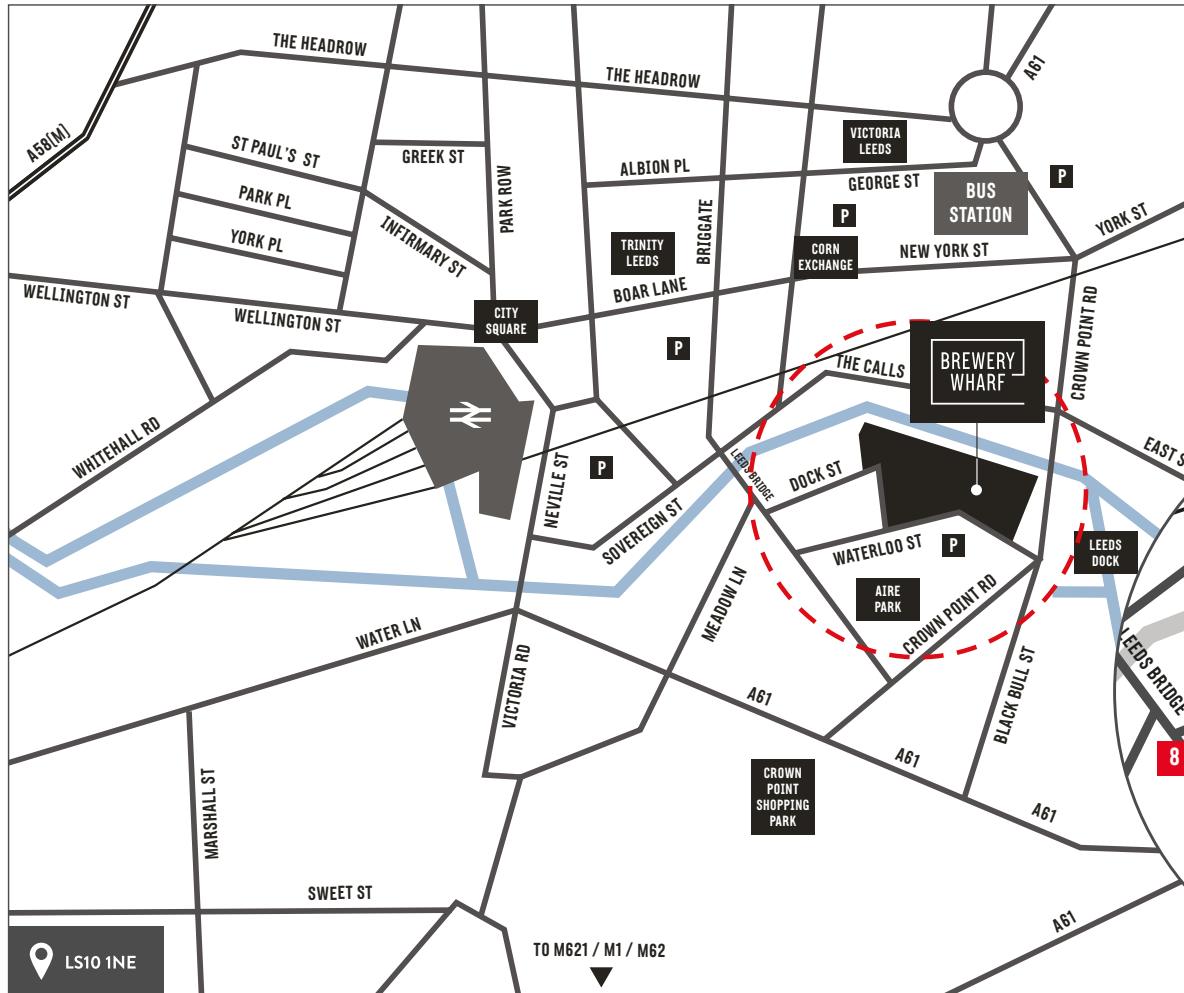 THE HEADROW
THE HEADROW
A61
A58(M)
VICTORIA
LEEDS
ST PAUL'S ST
GREEK ST
ALBION PL
GEORGE ST
P
PARK PL
PARK ROW
BUS
STATION
P
YORK PL
INFIRMARY ST
TRINITY
LEEDS
BRIGGATE
CORN
EXCHANGE
NEW YORK ST
YORK ST
WELLINGTON ST
WELLINGTON ST
CITY
SQUARE
BOAR LANE
P
THE CALLS
BREWERY
WHARF
CROWN POINT RD
WHITEHALL RD
NEVILLE ST
P
LEEDS BRIDGE
DOCK ST
EAST S
SOVEREIGN ST
WATERLOO ST
P
LEEDS
DOCK
AIRE
PARK
WATER LN
MEADOW LN
CROWN POINT RD
LEEDS BRIDGE
VICTORIA RD
A61
BLACK BULL ST
A61
8
CROWN
POINT
SHOPPING
PARK
MARSHALL ST
A61
SWEET ST
A61
LS10 1NE
TO M621 / M1 / M62